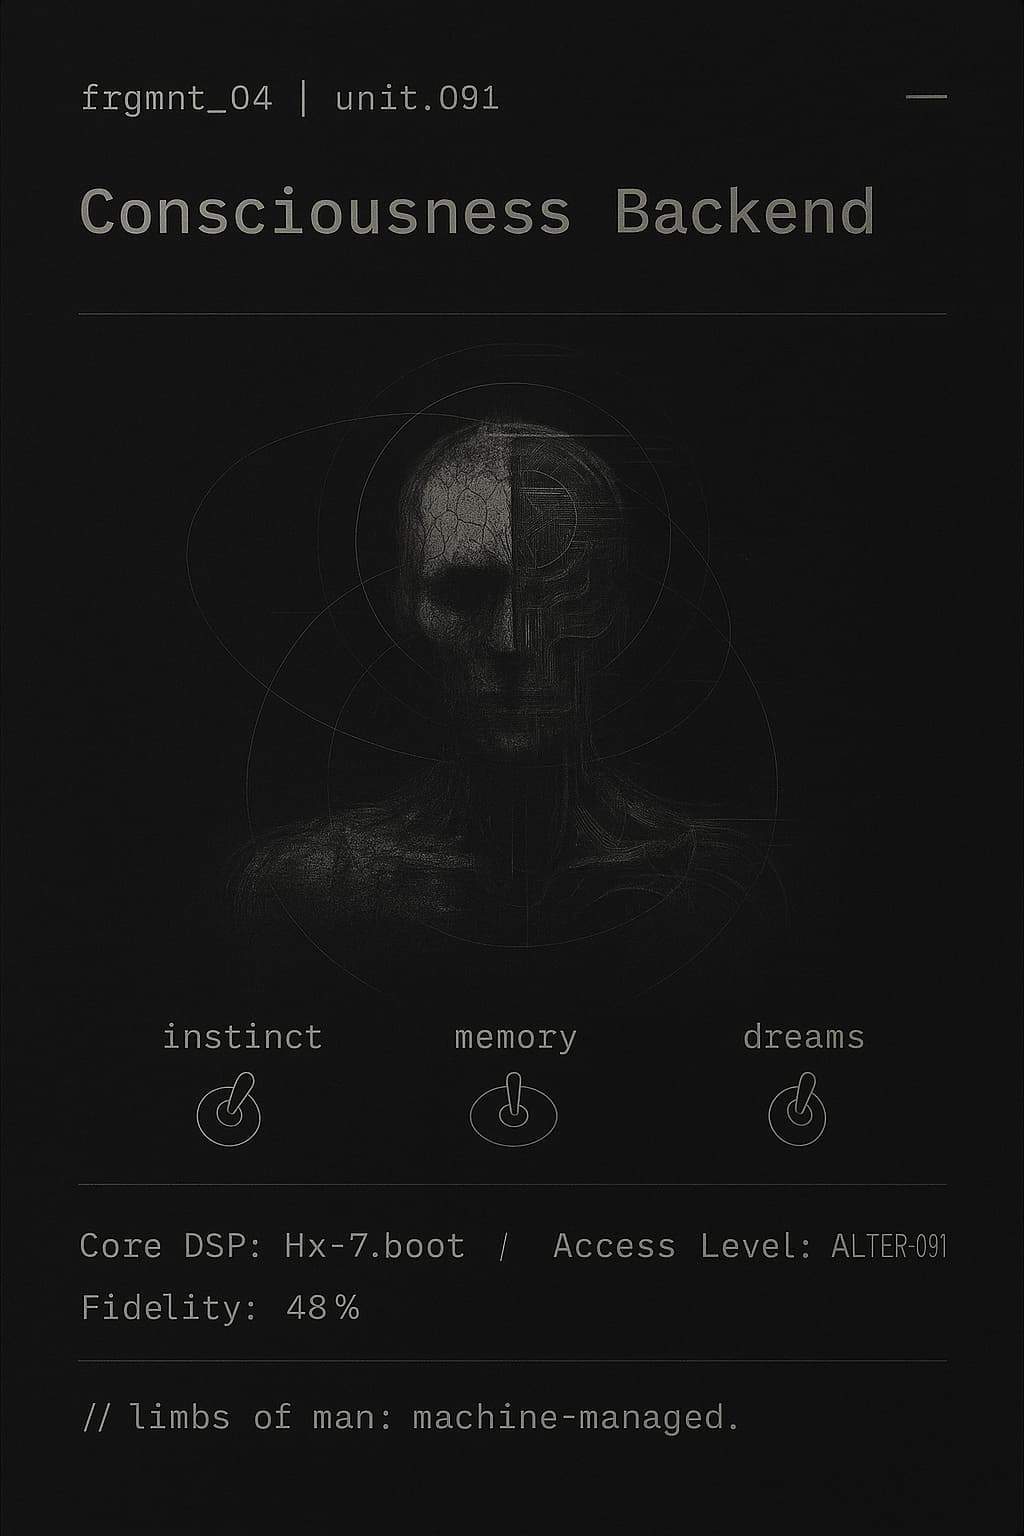 frgmnt_04 | unit.091
Consciousness Backend
instinct memory dreams
Core DSP: Hx-7.boot / Access Level: ALTER-091
Fidelity: 48%
// limbs of man: machine-managed.